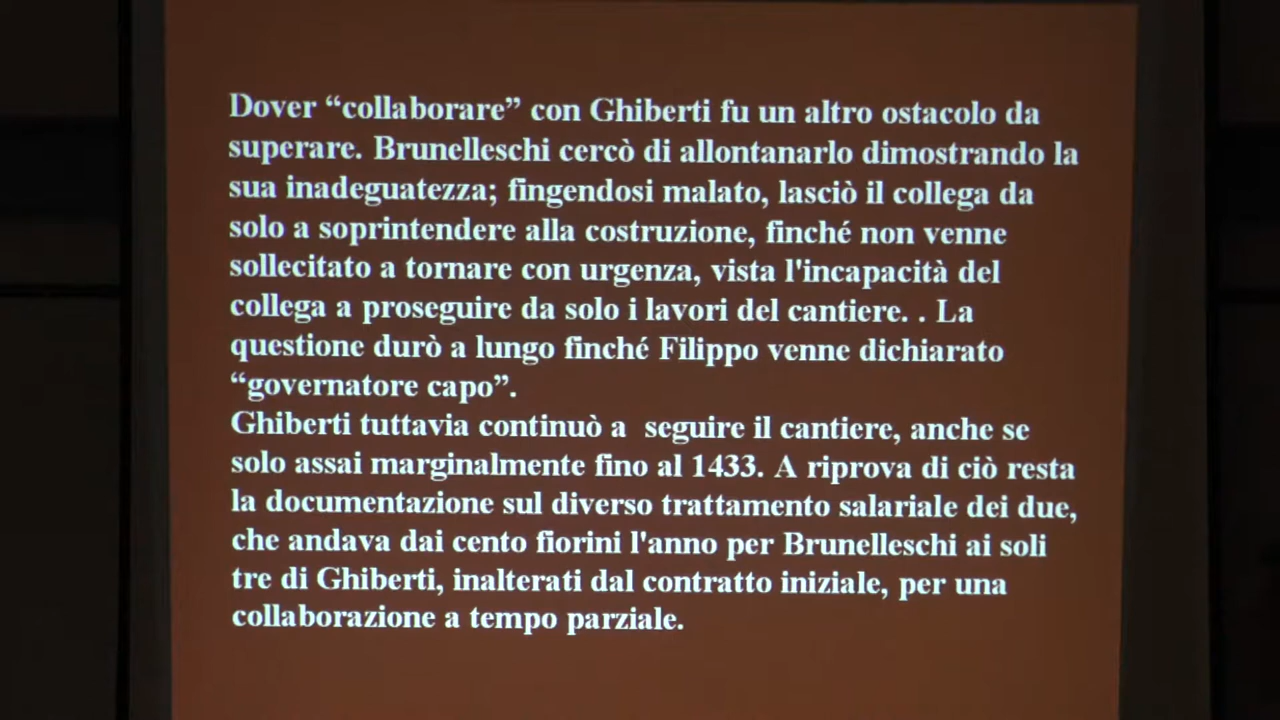 Dover “collaborare” con Ghiberti fu un altro ostacolo da
superare. Brunelleschi cercò di allontanarlo dimostrando la
sua inadeguatezza; fingendosi malato, lasciò il collega da
solo a soprintendere alla costruzione, finché non venne
sollecitato a tornare con urgenza, vista l'incapacità del
collega a proseguire da solo i lavori del cantiere. . La
questione durò a lungo finché Filippo venne dichiarato
“governatore capo”.
Ghiberti tuttavia continuò a  seguire il cantiere, anche se
solo assai marginalmente fino al 1433. A riprova di ciò resta
la documentazione sul diverso trattamento salariale dei due,
che andava dai cento fiorini l'anno per Brunelleschi ai soli
tre di Ghiberti, inalterati dal contratto iniziale, per una
collaborazione a tempo parziale.